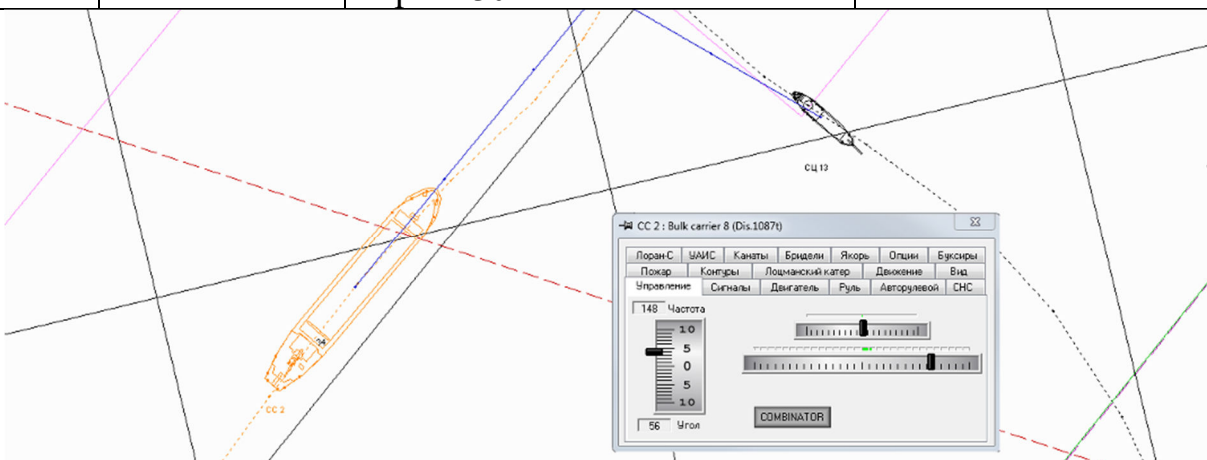 СЦ 13
34
СС 2
СС 2 : Bulk carrier 8 (Dis.1087t)
Лоран-С УАИС Канаты Бридели Якорь Опции Буксиры
Пожар Контуры Лоцманский катер Движение Вид
Управление Сигналы Двигатель Руль Авторулевой СНС
148 Частота
10
5
0
5
10
56 Угол
COMBINATOR